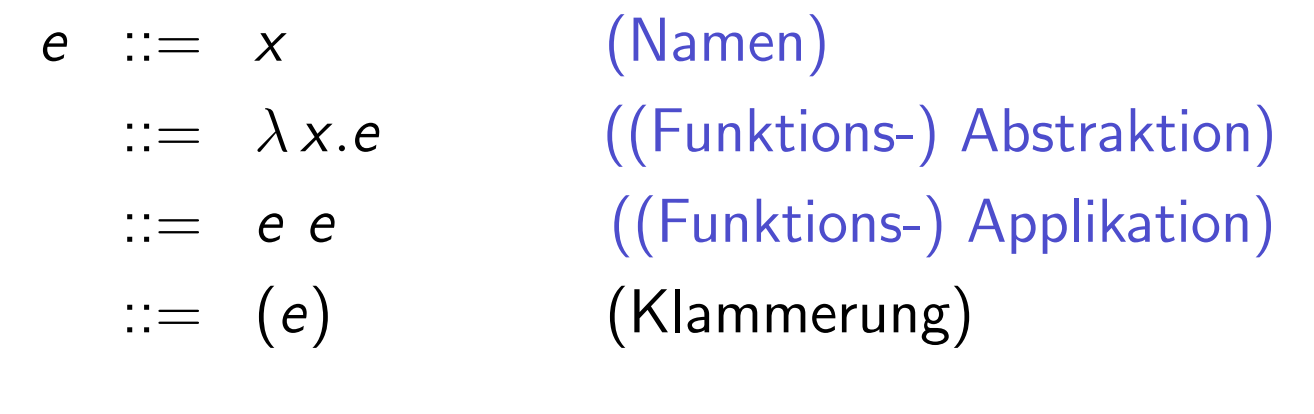 e ::= x (Namen)
::= λ x.e ((Funktions-) Abstraktion)
::= e e ((Funktions-) Applikation)
::= (e) (Klammerung)